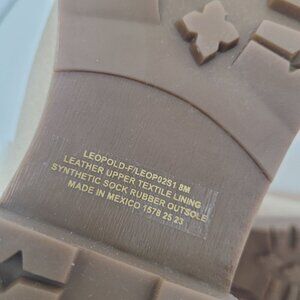 LEOPOLD-F/LEOP02S1 8M
LEATHER UPPER TEXTILE LINING
SYNTHETIC SOCK RUBBER OUTSOLE
MADE IN MEXICO 1578 25 23